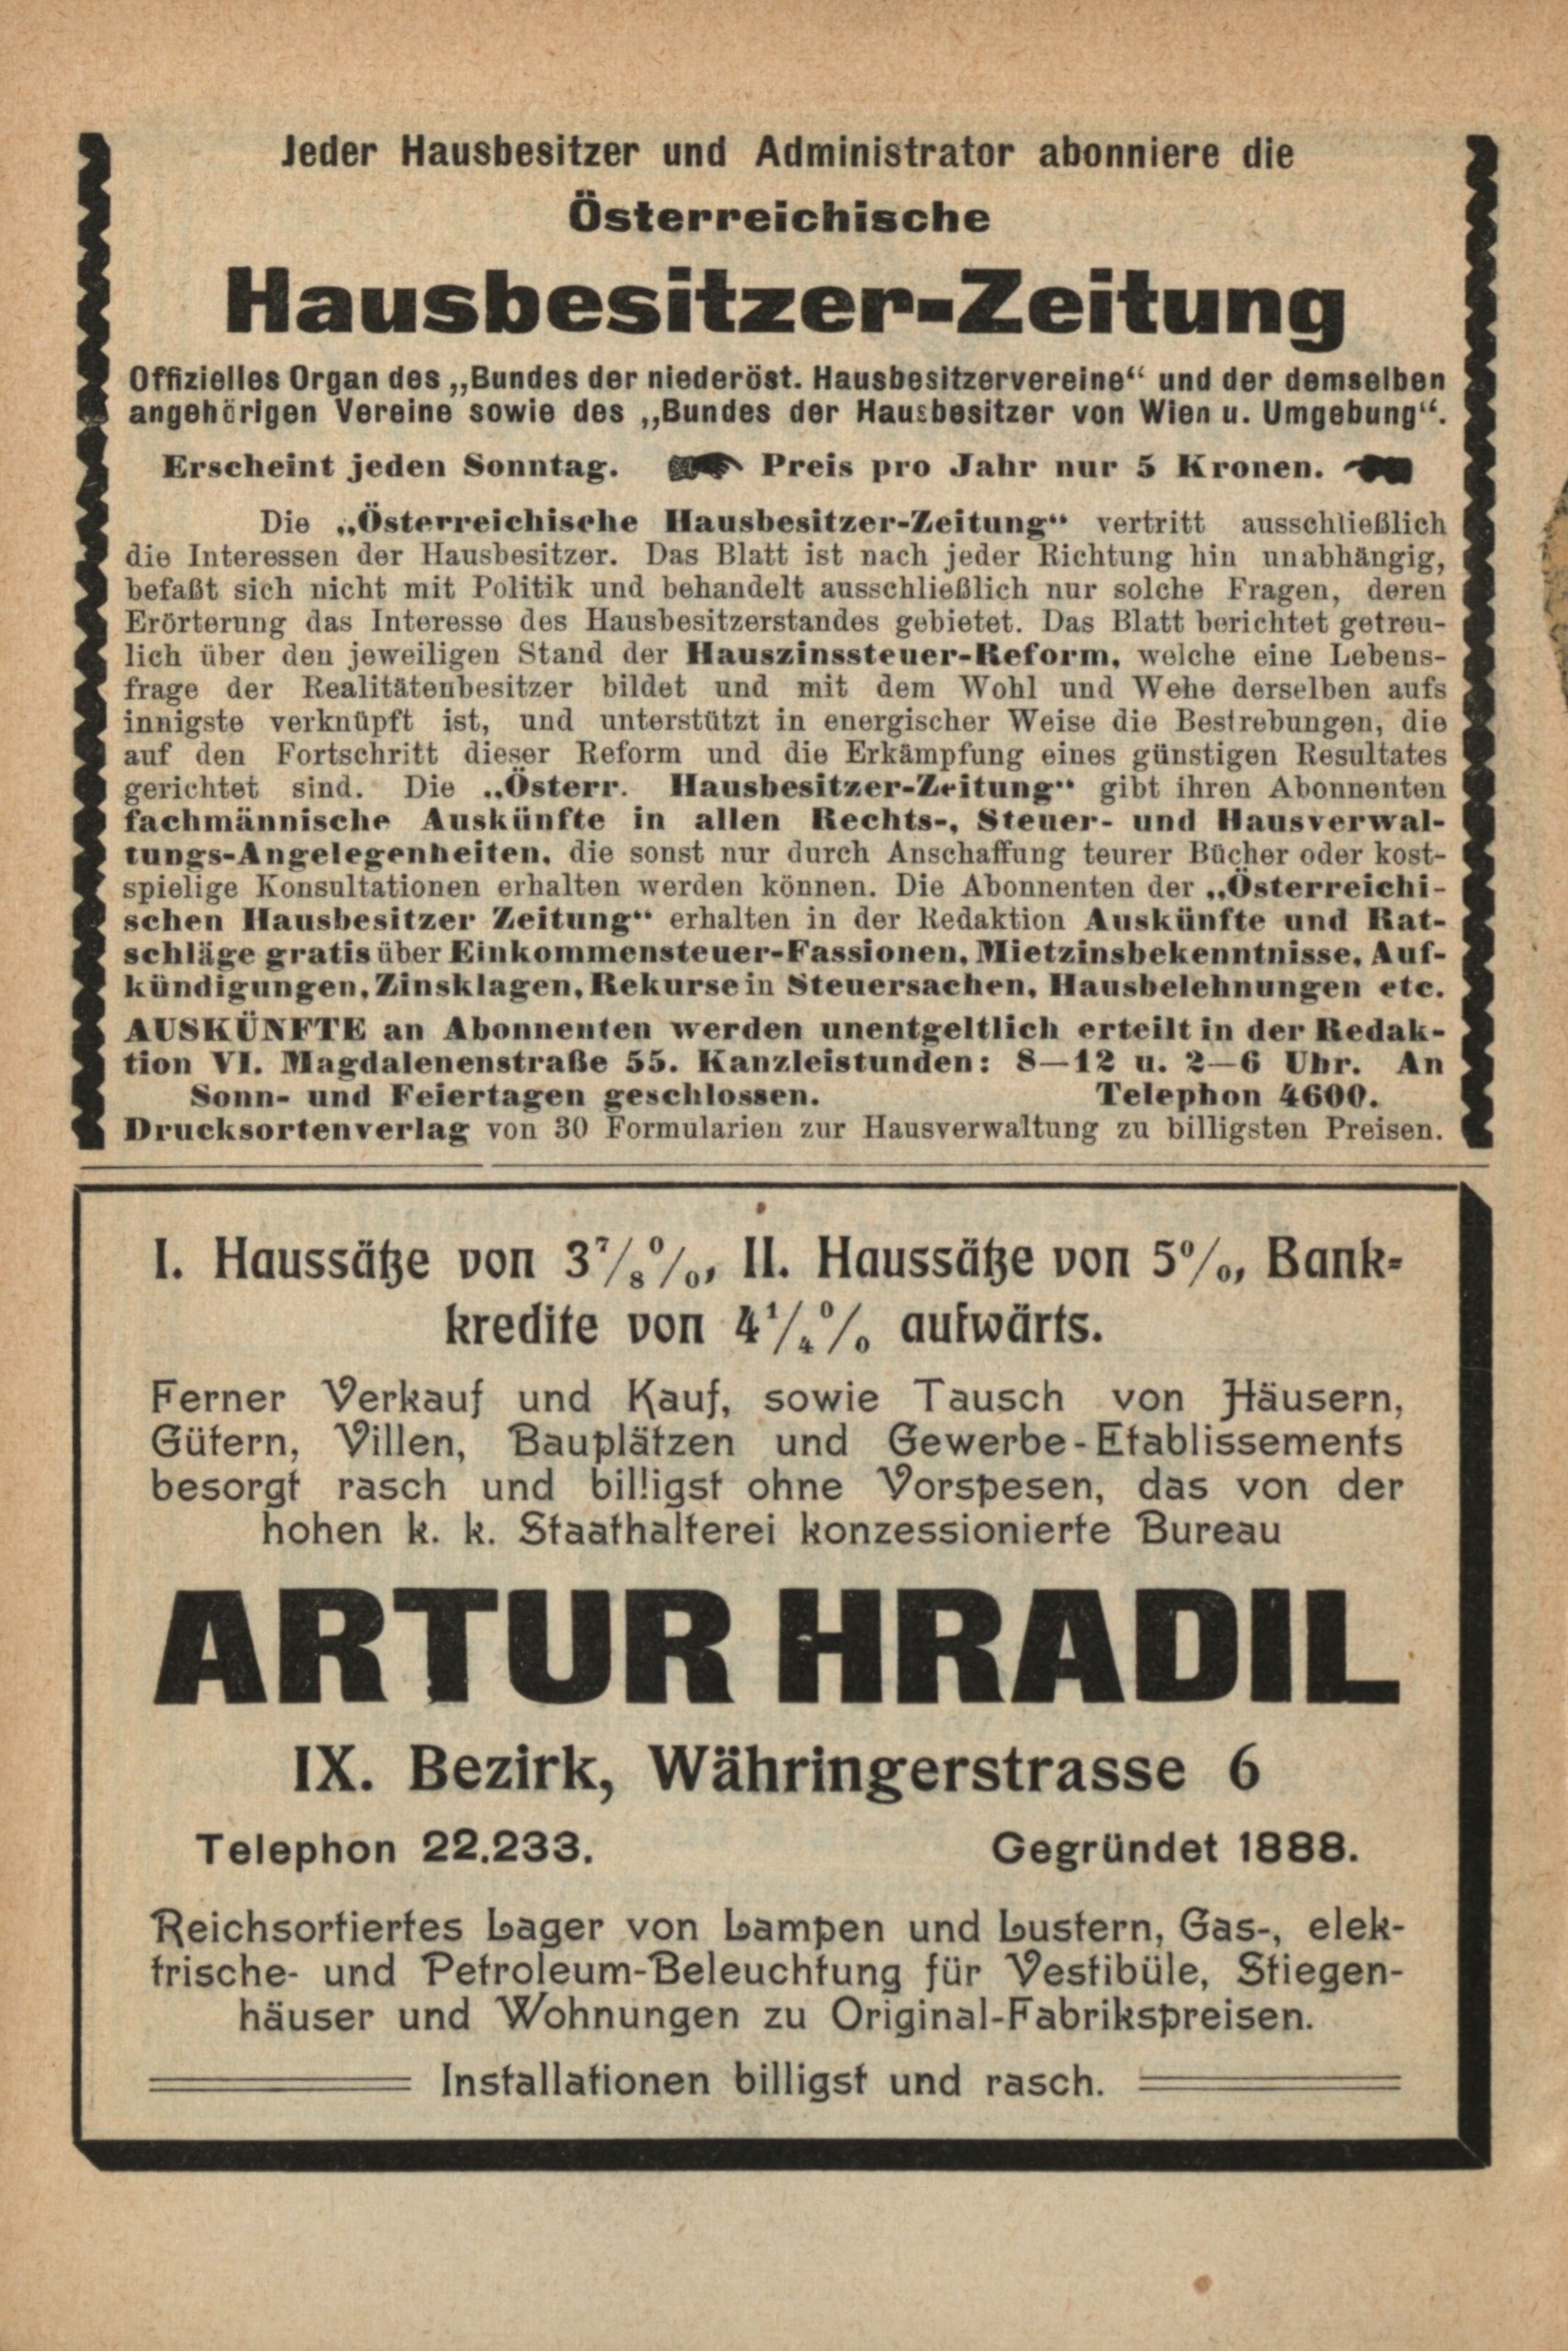 Jeder Hausbesitzer und Administrator abonniere die
Österreichische
Hausbesitzer-Zeitung
Offizielles Organ des „Bundes der niederöst. Hausbesitzervereine“ und der demselben
angehörigen Vereine sowie des „Bundes der Hausbesitzer von Wien u. Umgebung“.
Erscheint jeden Sonntag. Preis pro Jahr nur 5 Kronen.
Die „Österreichische Hausbesitzer-Zeitung“ vertritt ausschließlich
die Interessen der Hausbesitzer. Das Blatt ist nach jeder Richtung hin unabhängig,
befaßt sich nicht mit Politik und behandelt ausschließlich nur solche Fragen, deren
Erörterung das Interesse des Hausbesitzerstandes gebietet. Das Blatt berichtet getreu-
lich über den jeweiligen Stand der Hauszinssteuer-Reform, welche eine Lebens-
frage der Realitätenbesitzer bildet und mit dem Wohl und Wehe derselben aufs
innigste verknüpft ist, und unterstützt in energischer Weise die Bestrebungen, die
auf den Fortschritt dieser Reform und die Erkämpfung eines günstigen Resultates
gerichtet sind. Die „Österr. Hausbesitzer-Zeitung“ gibt ihren Abonnenten
fachmännische Auskünfte in allen Rechts-, Steuer- und Hausverwal-
tungs-Angelegenheiten, die sonst nur durch Anschaffung teurer Bücher oder kost-
spielige Konsultationen erhalten werden können. Die Abonnenten der „Österreichi-
schen Hausbesitzer Zeitung“ erhalten in der Redaktion Auskünfte und Rat-
schläge gratis über Einkommensteuer-Fassionen, Mietzinsbekenntnisse, Auf-
kündigungen, Zinsklagen, Rekurse in Steuersachen, Hausbelehnungen etc.
AUSKÜNFTE an Abonnenten werden unentgeltlich erteilt in der Redak-
tion VI. Magdalenenstraße 55. Kanzleistunden: 8—12 u. 2—6 Uhr. An
Sonn- und Feiertagen geschlossen. Telephon 4600.
Drucksortenverlag von 30 Formularien zur Hausverwaltung zu billigsten Preisen.
I. Haussätze von 3⅞%, II. Haussätze von 5%, Bank-
kredite von 4¼% aufwärts.
Ferner Verkauf und Kauf, sowie Tausch von Häusern,
Gütern, Villen, Bauplätzen und Gewerbe-Etablissements
besorgt rasch und billigst ohne Vorspesen, das von der
hohen k. k. Staathalterei konzessionierte Bureau
ARTUR HRADIL
IX. Bezirk, Währingerstrasse 6
Telephon 22.233. Gegründet 1888.
Reichsortiertes Lager von Lampen und Lustern, Gas-, elek-
trische- und Petroleum-Beleuchtung für Vestibüle, Stiegen-
häuser und Wohnungen zu Original-Fabrikspreisen.
Installationen billigst und rasch.